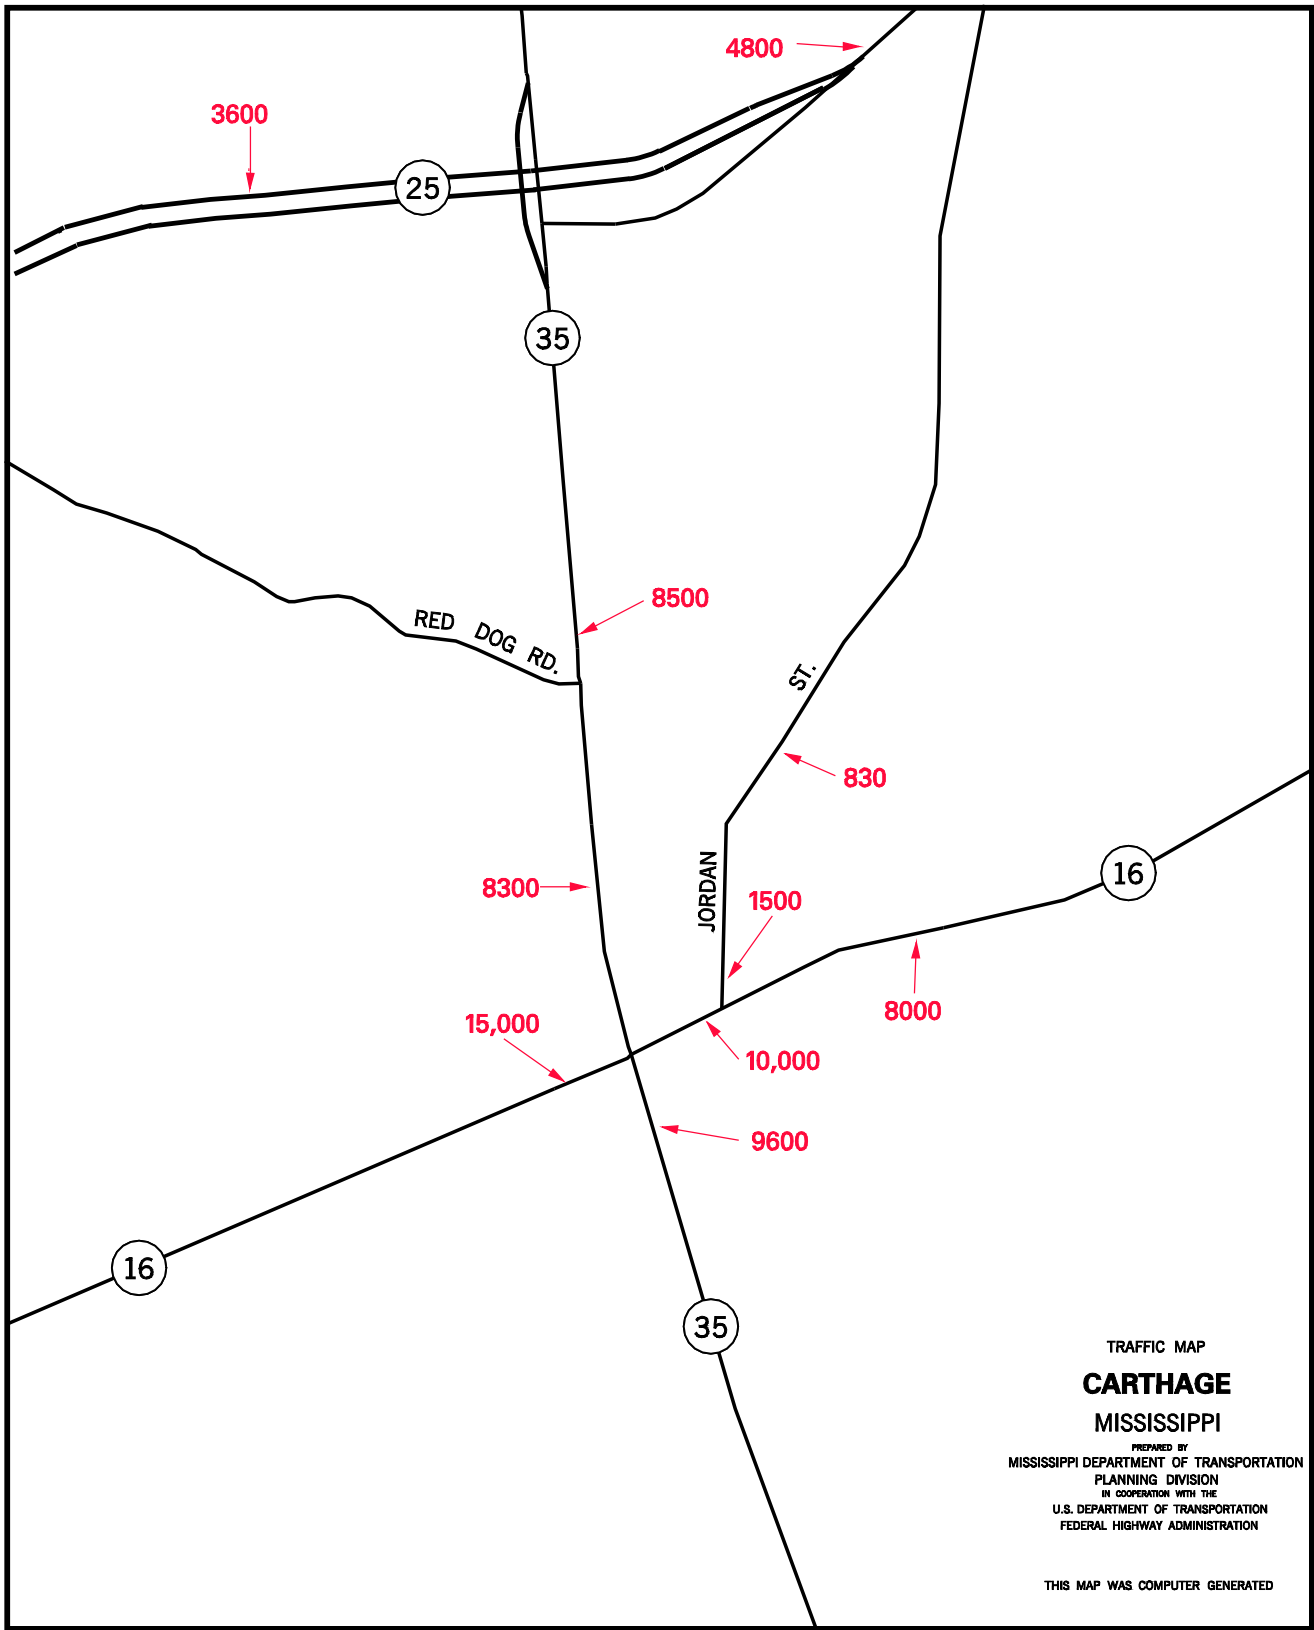 4800
3600
25
35
8500
RED DOG RD.
ST.
830
JORDAN
16
8300
1500
8000
15,000
10,000
9600
16
35
TRAFFIC MAP
CARTHAGE
MISSISSIPPI
PREPARED BY
MISSISSIPPI DEPARTMENT OF TRANSPORTATION
PLANNING DIVISION
IN COOPERATION WITH THE
U.S. DEPARTMENT OF TRANSPORTATION
FEDERAL HIGHWAY ADMINISTRATION
THIS MAP WAS COMPUTER GENERATED